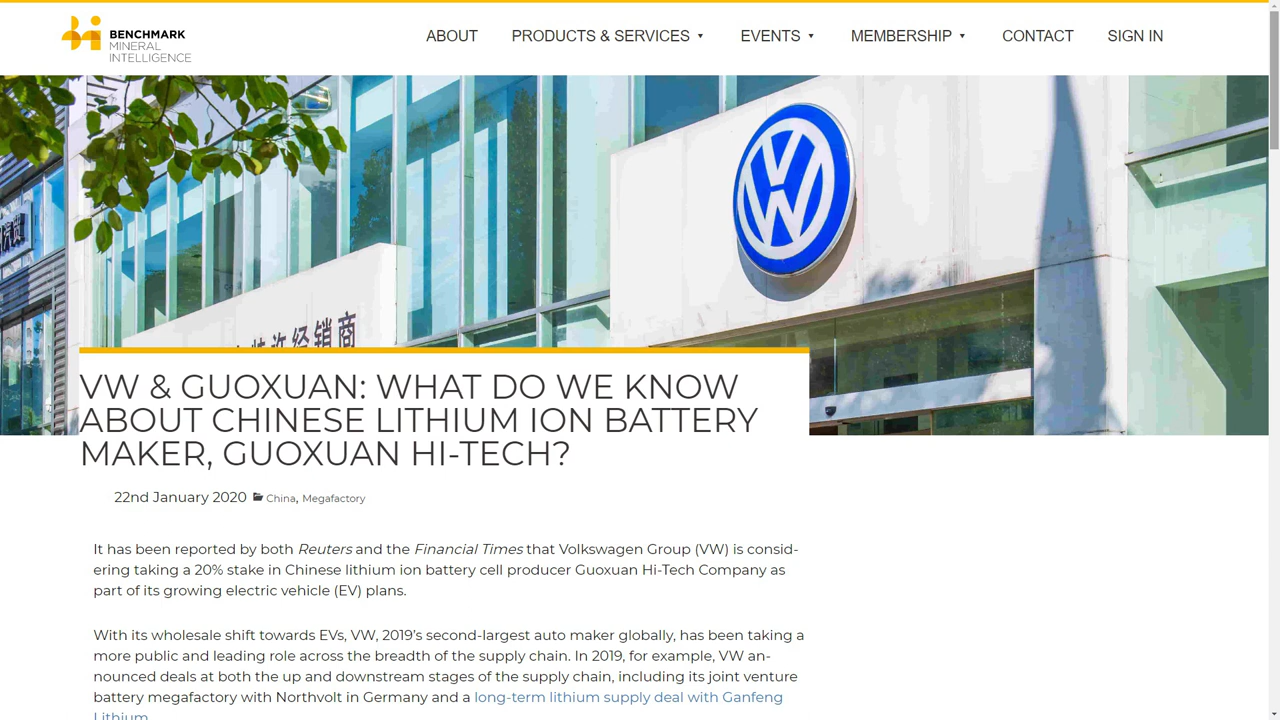 BENCHMARK
MINERAL
INTELLIGENCE
ABOUT
PRODUCTS & SERVICES
EVENTS
MEMBERSHIP
CONTACT
SIGN IN
特许经销商
VW & GUOXUAN: WHAT DO WE KNOW
ABOUT CHINESE LITHIUM ION BATTERY
MAKER, GUOXUAN HI-TECH?
22nd January 2020 China, Megafactory
It has been reported by both Reuters and the Financial Times that Volkswagen Group (VW) is consid-
ering taking a 20% stake in Chinese lithium ion battery cell producer Guoxuan Hi-Tech Company as
part of its growing electric vehicle (EV) plans.
With its wholesale shift towards EVs, VW, 2019’s second-largest auto maker globally, has been taking a
more public and leading role across the breadth of the supply chain. In 2019, for example, VW an-
nounced deals at both the up and downstream stages of the supply chain, including its joint venture
battery megafactory with Northvolt in Germany and a long-term lithium supply deal with Ganfeng
Lithium.